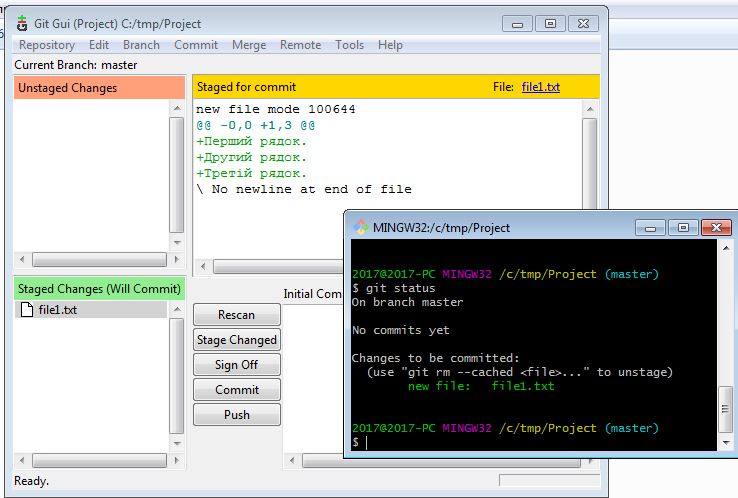 Git Gui (Project) C:/tmp/Project
Repository Edit Branch Commit Merge Remote Tools Help
Current Branch: master
Unstaged Changes
Staged for commit File: file1.txt
new file mode 100644
@@ -0,0 +1,3 @@
+Перший рядок.
+Другий рядок.
+Третій рядок.
\ No newline at end of file
Staged Changes (Will Commit)
file1.txt
Initial Com
Rescan
Stage Changed
Sign Off
Commit
Push
Ready.
MINGW32:/c/tmp/Project
2017@2017-PC MINGW32 /c/tmp/Project (master)
$ git status
On branch master
No commits yet
Changes to be committed:
(use "git rm --cached <file>..." to unstage)
new file: file1.txt
2017@2017-PC MINGW32 /c/tmp/Project (master)
$